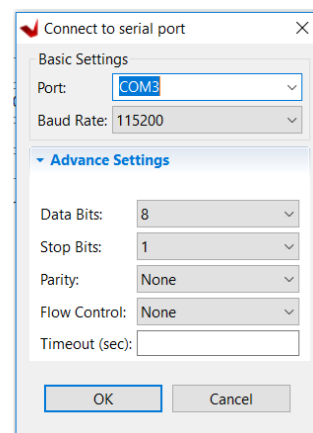 Connect to serial port
Basic Settings
Port: COM3
Baud Rate: 115200
Advance Settings
Data Bits: 8
Stop Bits: 1
Parity: None
Flow Control: None
Timeout (sec):
OK Cancel